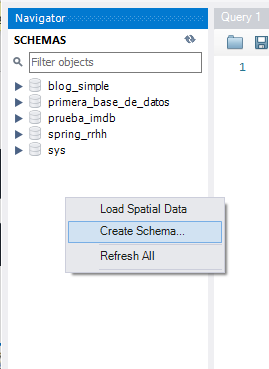 Navigator
Query 1
SCHEMAS
Filter objects
1
blog_simple
primera_base_de_datos
prueba_imdb
spring_rrhh
sys
Load Spatial Data
Create Schema...
Refresh All